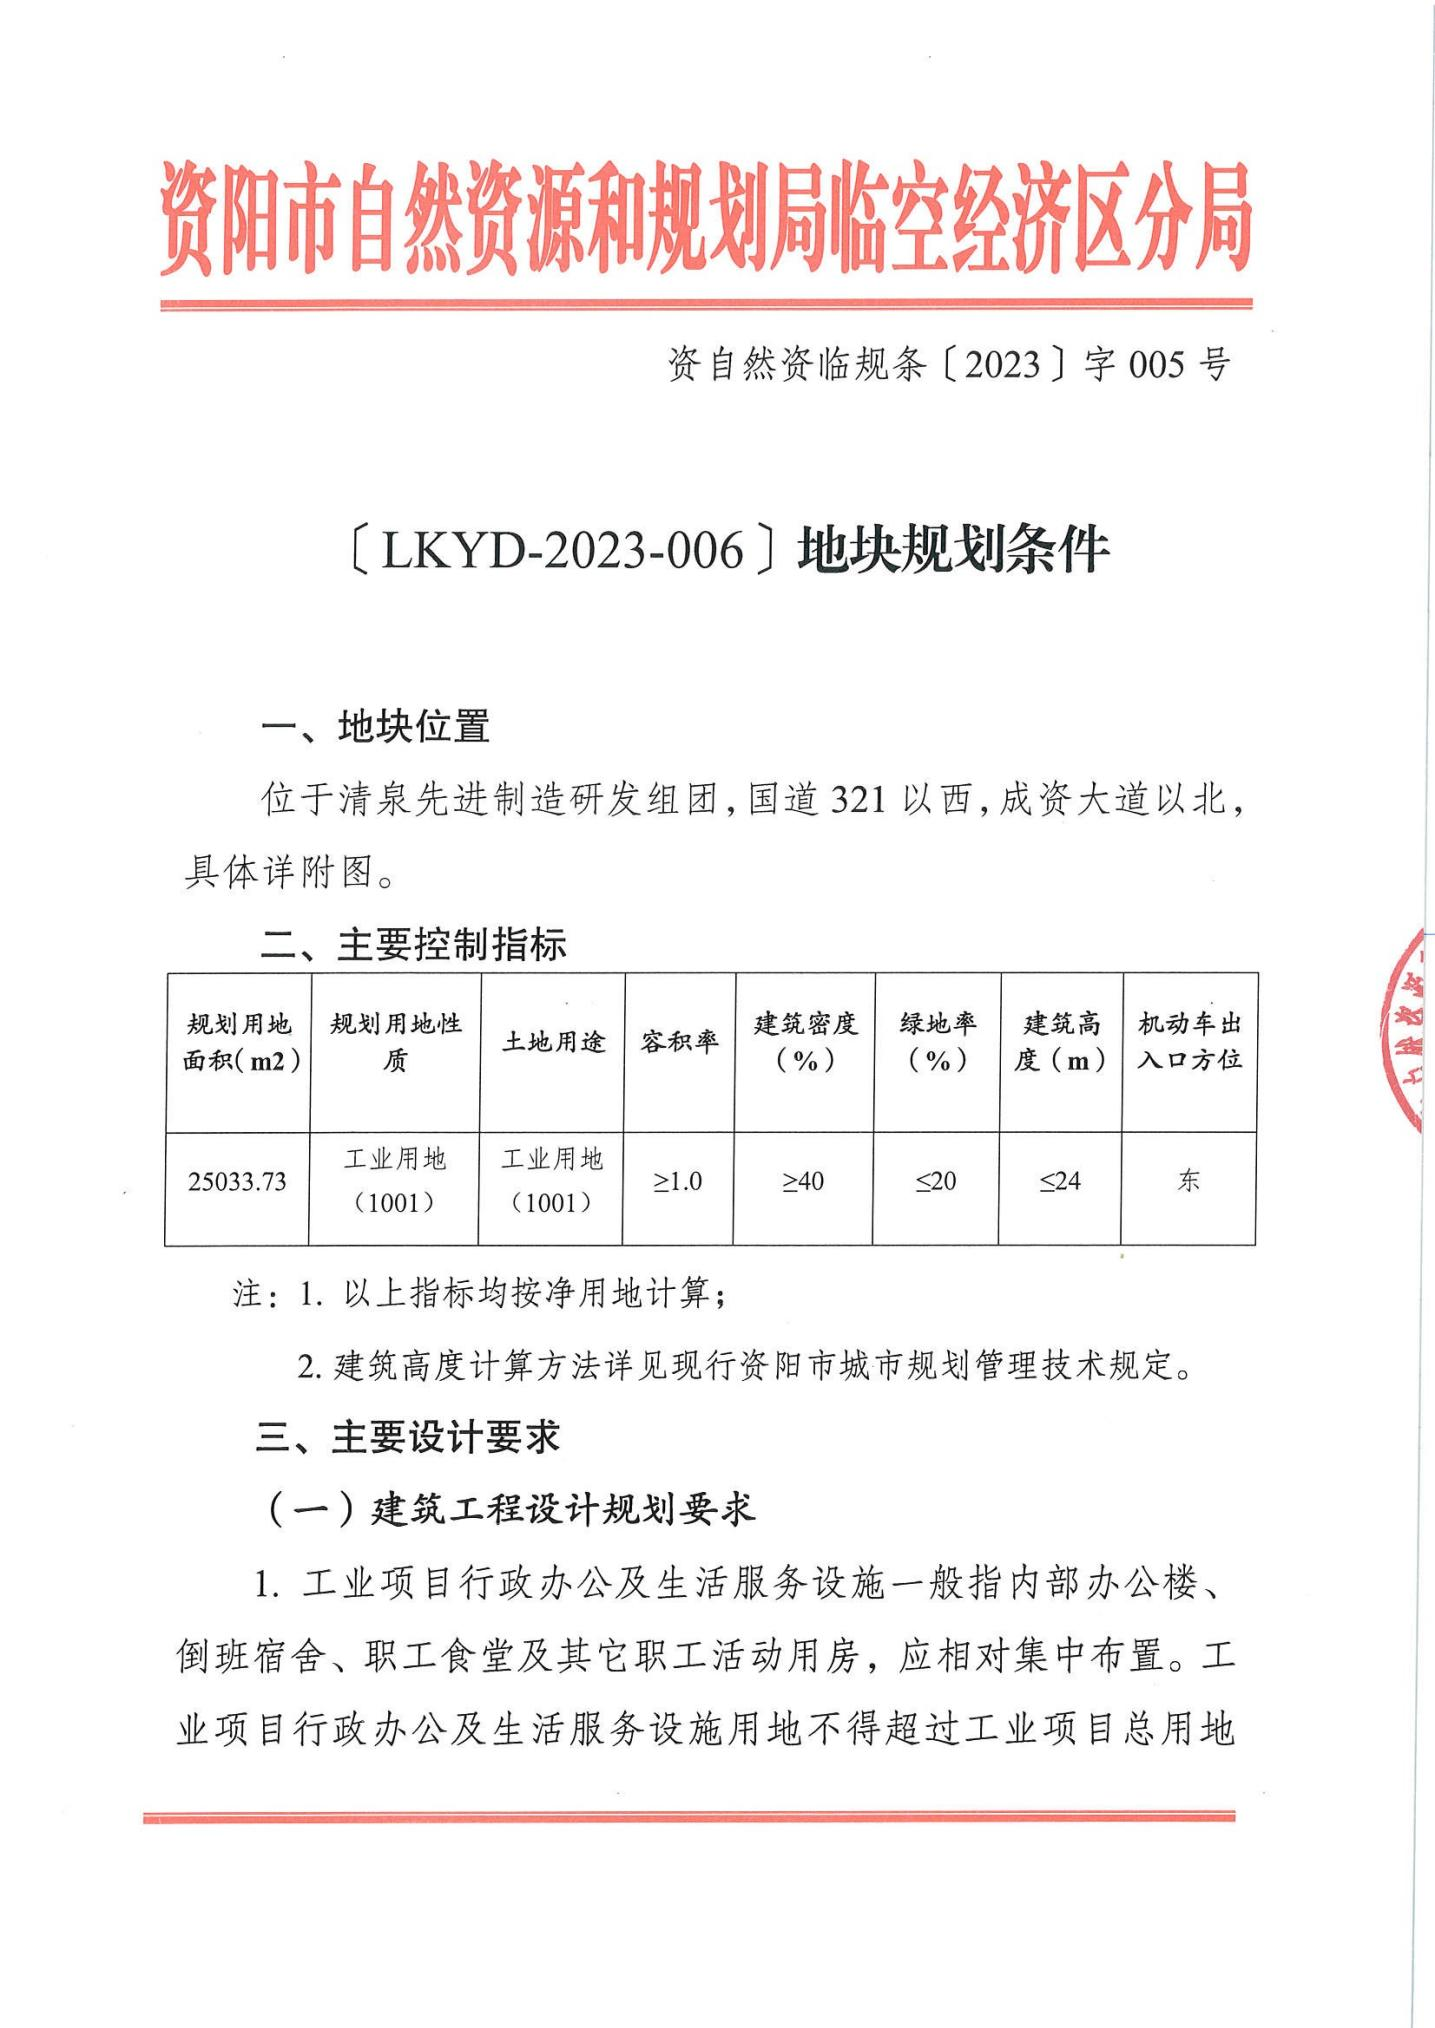 资阳市自然资源和规划局临空经济区分局
资自然资临规条〔2023〕字 005 号
〔LKYD-2023-006〕地块规划条件
一、地块位置
位于清泉先进制造研发组团,国道 321 以西,成资大道以北,
具体详附图。
二、主要控制指标
规划用地面积(m2) 规划用地性质 土地用途 容积率 建筑密度(%) 绿地率(%) 建筑高度(m) 机动车出入口方位
25033.73 工业用地(1001) 工业用地(1001) ≥1.0 ≥40 ≤20 ≤24 东
注：1. 以上指标均按净用地计算；
2. 建筑高度计算方法详见现行资阳市城市规划管理技术规定。
三、主要设计要求
（一）建筑工程设计规划要求
1. 工业项目行政办公及生活服务设施一般指内部办公楼、
倒班宿舍、职工食堂及其它职工活动用房，应相对集中布置。工
业项目行政办公及生活服务设施用地不得超过工业项目总用地